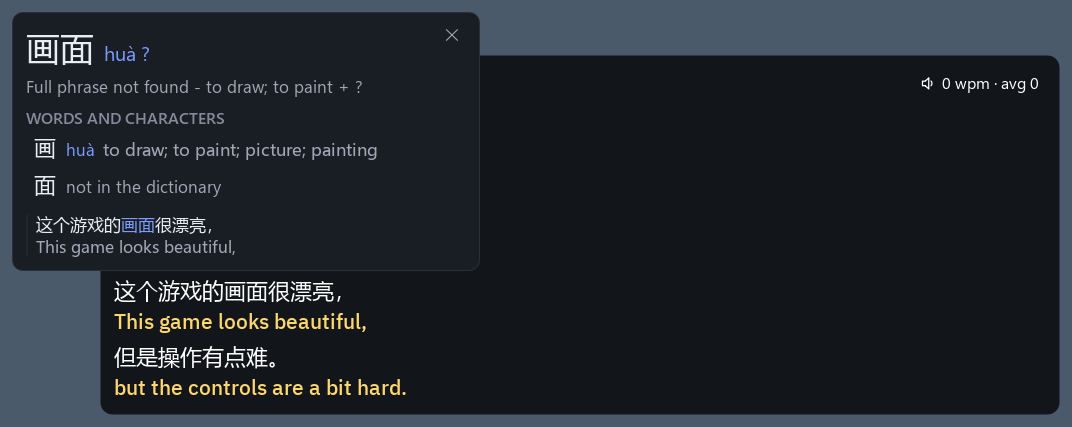 画面 huà ?
Full phrase not found - to draw; to paint + ?
WORDS AND CHARACTERS
画 huà to draw; to paint; picture; painting
面 not in the dictionary
这个游戏的画面很漂亮，
This game looks beautiful,
0 wpm · avg 0
这个游戏的画面很漂亮，
This game looks beautiful,
但是操作有点难。
but the controls are a bit hard.